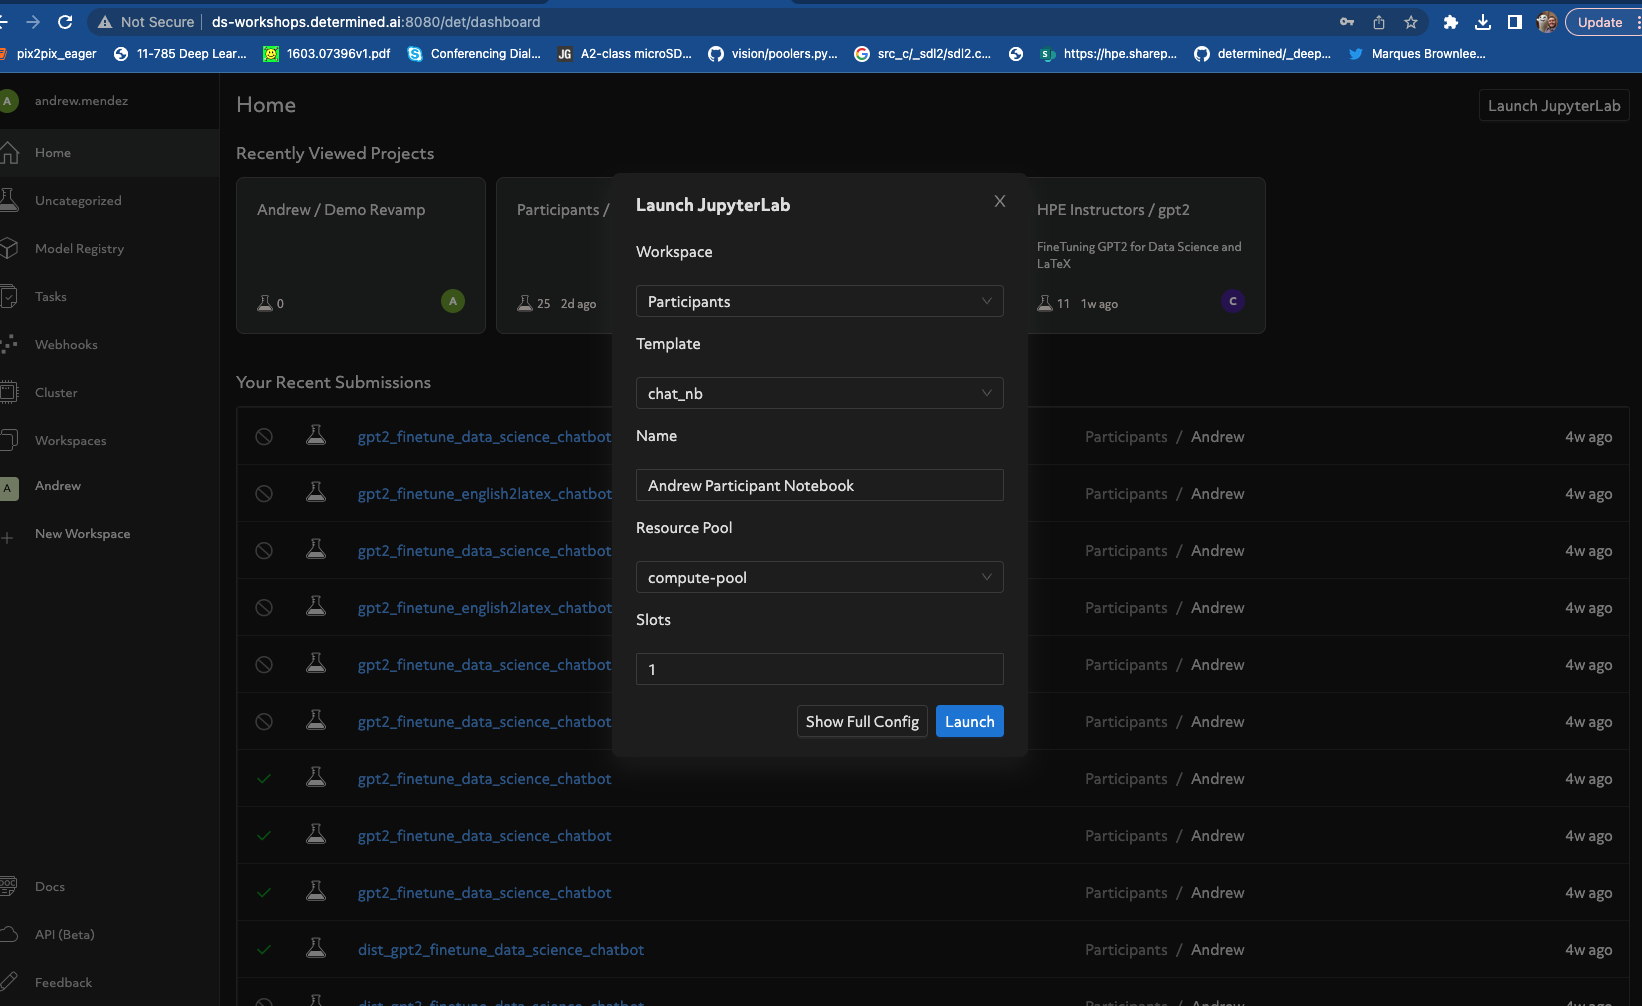 Not Secure
ds-workshops.determined.ai:8080/det/dashboard
Update
pix2pix_eager
11-785 Deep Lear...
1603.07396v1.pdf
Conferencing Dial...
JG
A2-class microSD...
vision/poolers.py...
src_c/_sdl2/sdl2.c...
https://hpe.sharep...
determined/_deep...
Marques Brownlee...
A
andrew.mendez
Home
Uncategorized
Model Registry
Tasks
Webhooks
Cluster
Workspaces
A
Andrew
New Workspace
Docs
API (Beta)
Feedback
Home
Launch JupyterLab
Recently Viewed Projects
Andrew / Demo Revamp
0
A
Participants /
25 2d ago
HPE Instructors / gpt2
FineTuning GPT2 for Data Science and
LaTeX
11 1w ago
C
Launch JupyterLab
Workspace
Participants
Template
chat_nb
Name
Andrew Participant Notebook
Resource Pool
compute-pool
Slots
1
Show Full Config
Launch
Your Recent Submissions
gpt2_finetune_data_science_chatbot Participants / Andrew 4w ago
gpt2_finetune_english2latex_chatbot Participants / Andrew 4w ago
gpt2_finetune_data_science_chatbot Participants / Andrew 4w ago
gpt2_finetune_english2latex_chatbot Participants / Andrew 4w ago
gpt2_finetune_data_science_chatbot Participants / Andrew 4w ago
gpt2_finetune_data_science_chatbot Participants / Andrew 4w ago
gpt2_finetune_data_science_chatbot Participants / Andrew 4w ago
gpt2_finetune_data_science_chatbot Participants / Andrew 4w ago
gpt2_finetune_data_science_chatbot Participants / Andrew 4w ago
dist_gpt2_finetune_data_science_chatbot Participants / Andrew 4w ago
dist_gpt2_finetune_data_science_chatbot Participants / Andrew 4w ago